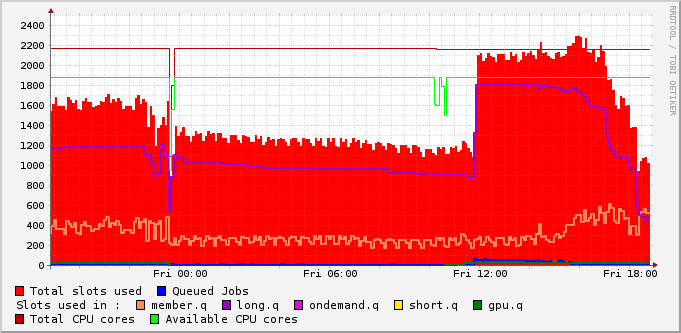 RRDTOOL / TOBI OETIKER
2400
2200
2000
1800
1600
1400
1200
1000
800
600
400
200
0
Fri 00:00 Fri 06:00 Fri 12:00 Fri 18:00
Total slots used Queued Jobs
Slots used in : member.q long.q ondemand.q short.q gpu.q
Total CPU cores Available CPU cores